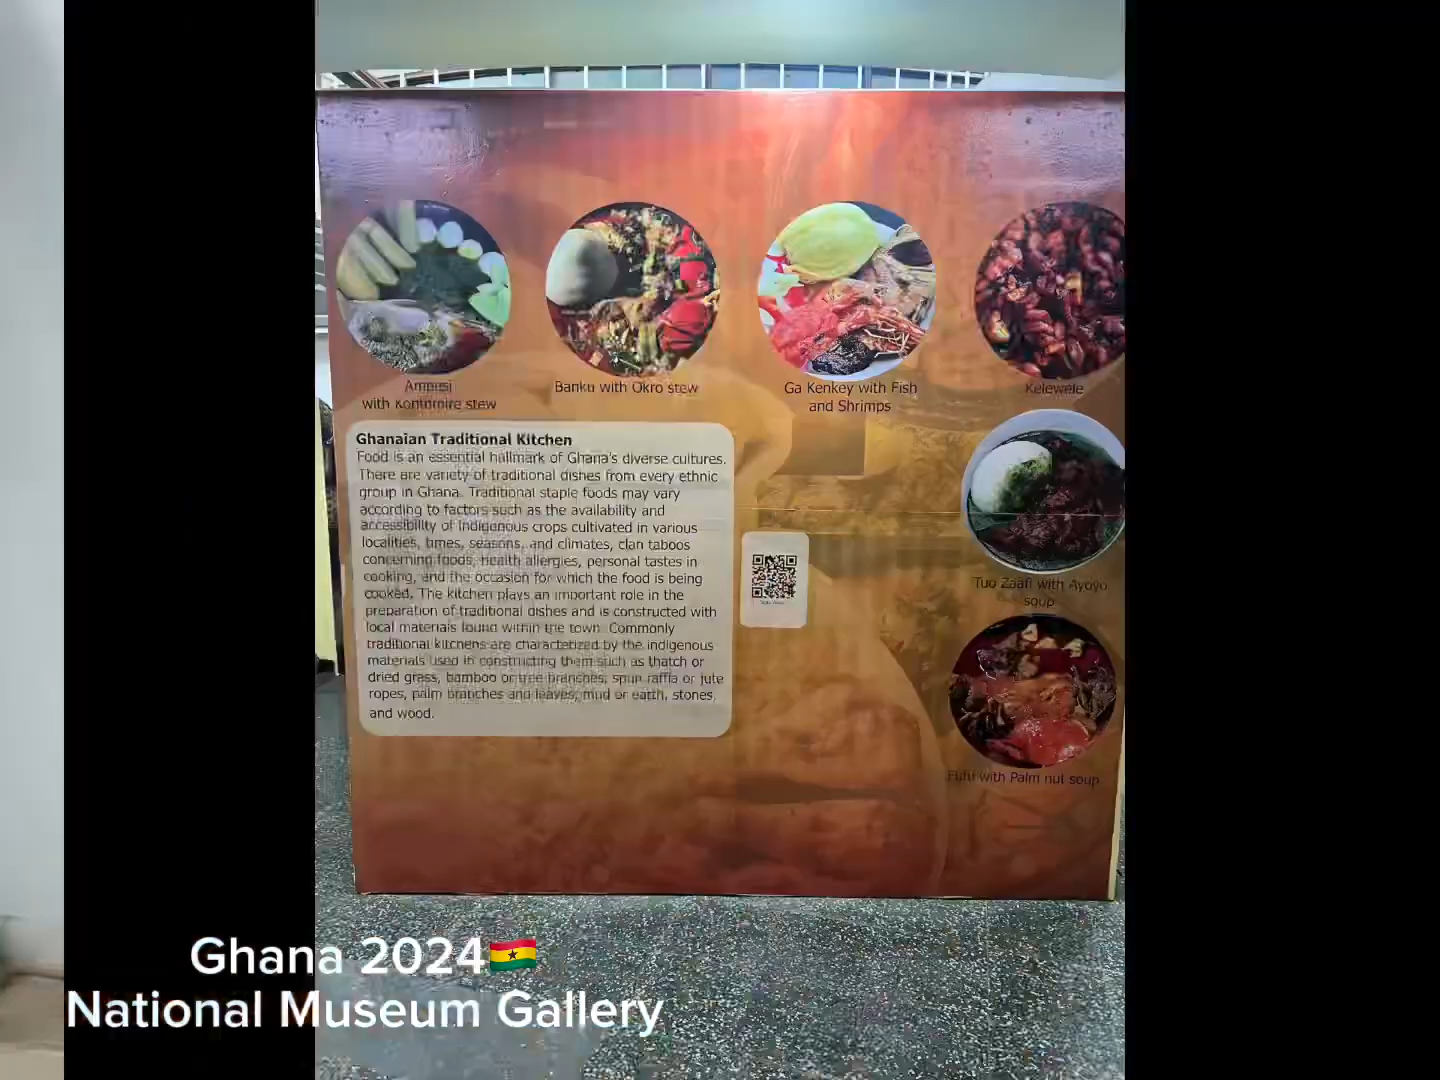 Ampesi
with Kontomire stew
Banku with Okro stew
Ga Kenkey with Fish
and Shrimps
Kelewele
Ghanaian Traditional Kitchen
Food is an essential hallmark of Ghana's diverse cultures.
There are variety of traditional dishes from every ethnic
group in Ghana. Traditional staple foods may vary
according to factors such as the availability and
accessibility of indigenous crops cultivated in various
localities, times, seasons, and climates, clan taboos
concerning foods, health allergies, personal tastes in
cooking, and the occasion for which the food is being
cooked. The kitchen plays an important role in the
preparation of traditional dishes and is constructed with
local materials found within the town. Commonly
traditional kitchens are characterized by the indigenous
materials used in constructing them such as thatch or
dried grass, bamboo or tree branches, spun raffia or jute
ropes, palm branches and leaves, mud or earth, stones,
and wood.
Tuo Zaafi with Ayoyo
soup
Fufu with Palm nut soup
Ghana 2024🇬🇭
National Museum Gallery